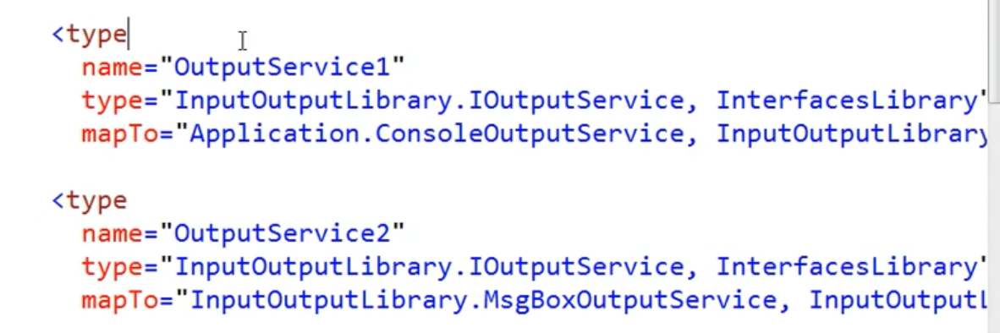 <type
name="OutputService1"
type="InputOutputLibrary.IOutputService, InterfacesLibrary"
mapTo="Application.ConsoleOutputService, InputOutputLibrary
<type
name="OutputService2"
type="InputOutputLibrary.IOutputService, InterfacesLibrary"
mapTo="InputOutputLibrary.MsgBoxOutputService,